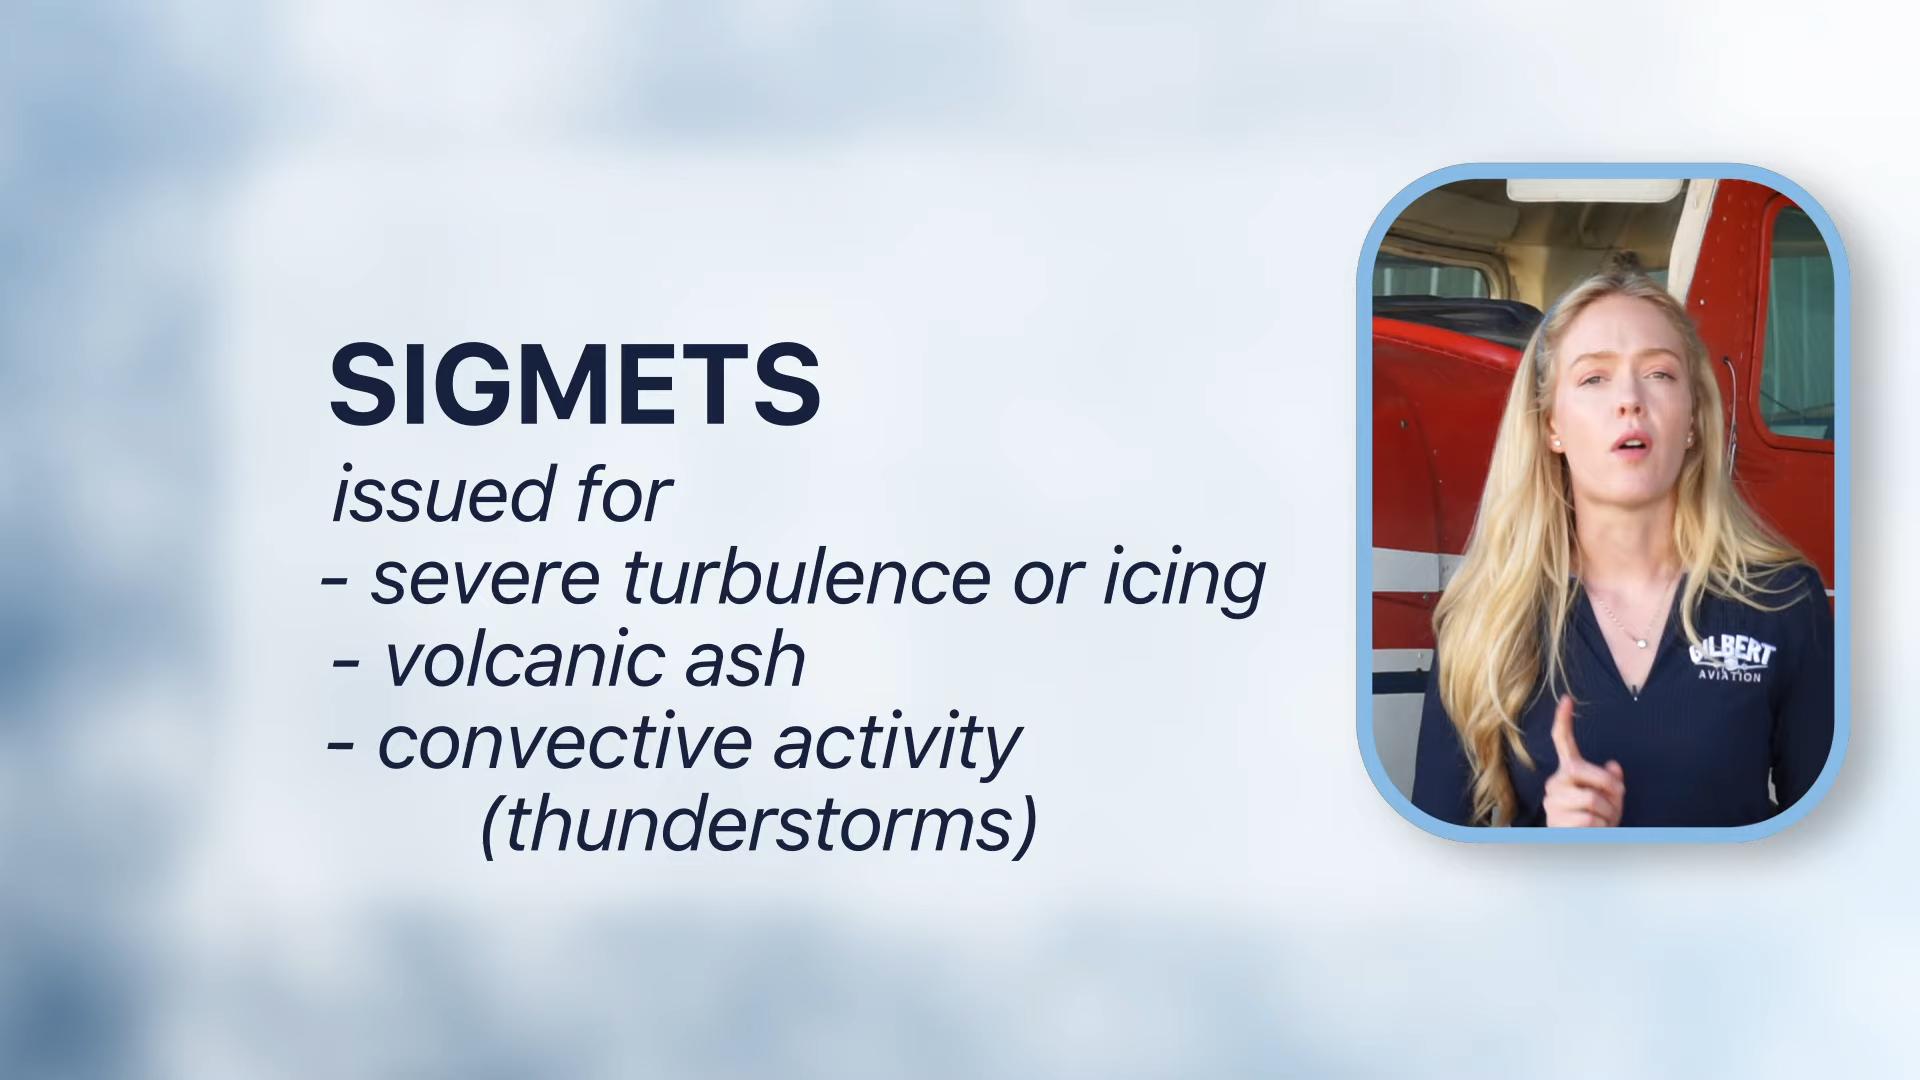 SIGMETS
issued for
- severe turbulence or icing
- volcanic ash
- convective activity
(thunderstorms)
GILBERT
AVIATION